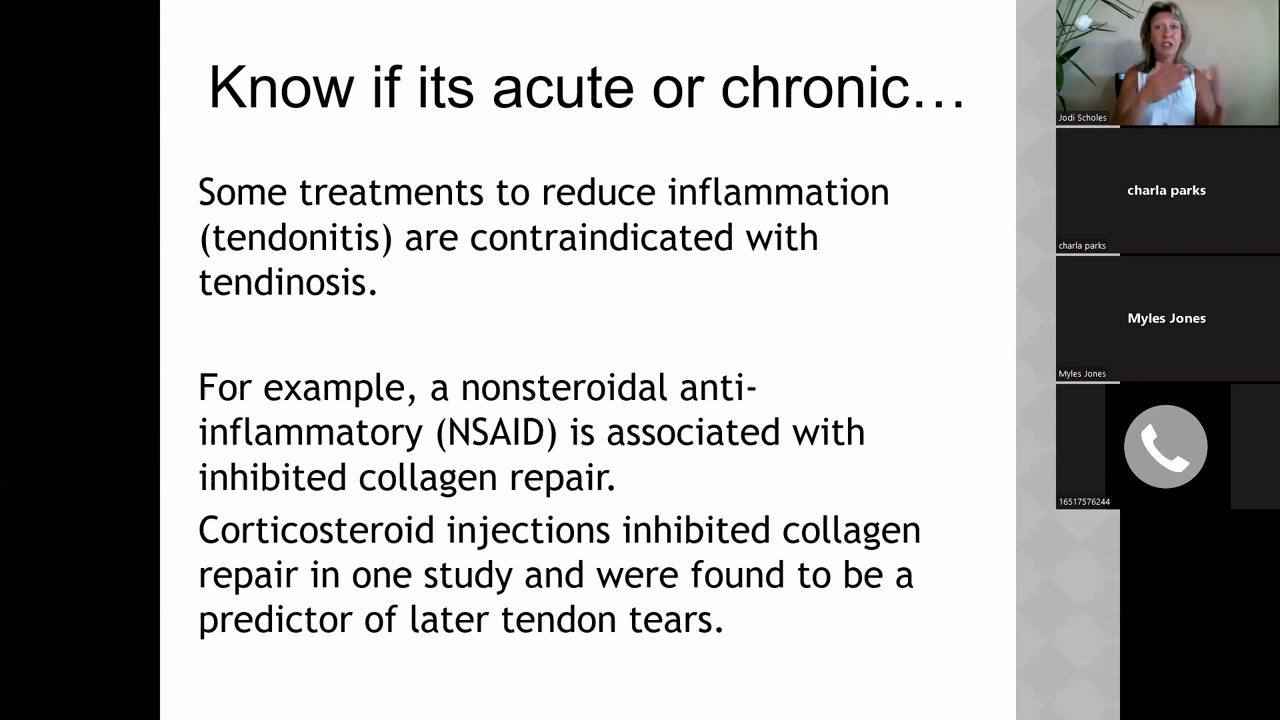 Know if its acute or chronic…
Some treatments to reduce inflammation
(tendonitis) are contraindicated with
tendinosis.
For example, a nonsteroidal anti-
inflammatory (NSAID) is associated with
inhibited collagen repair.
Corticosteroid injections inhibited collagen
repair in one study and were found to be a
predictor of later tendon tears.
Jodi Scholes
charla parks
charla parks
Myles Jones
Myles Jones
16517576244